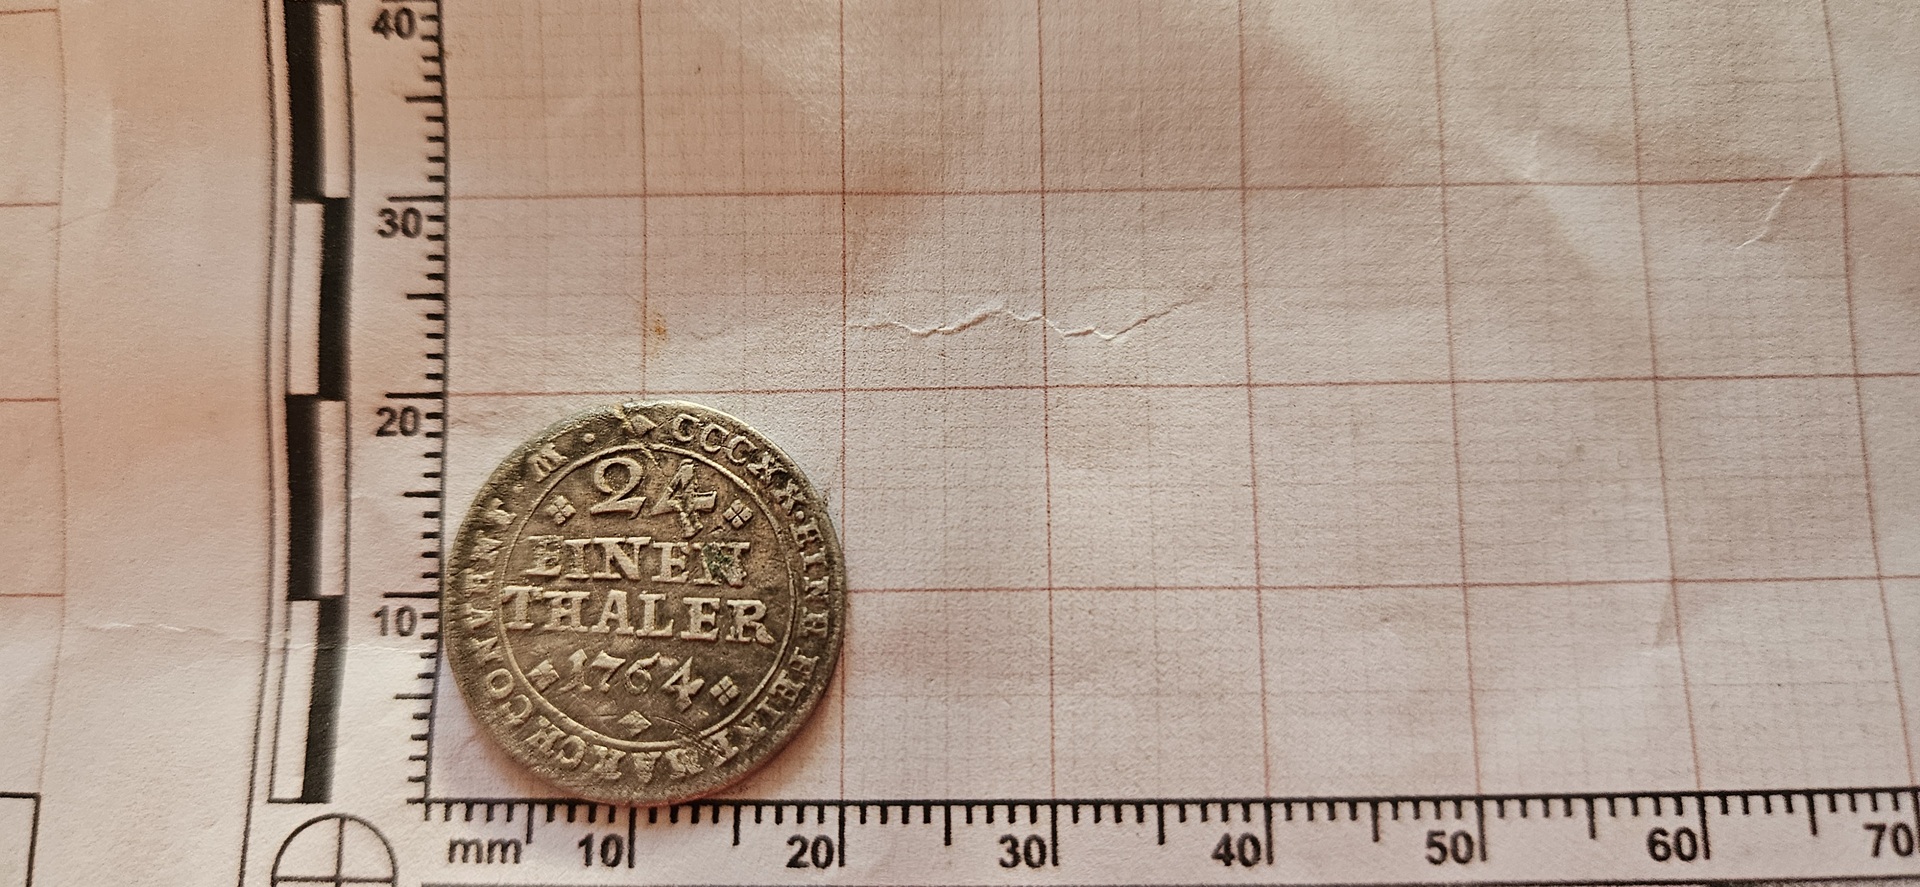 40
30
20
10
mm 10 20 30 40 50 60 70
CCCXX·EINE FEINE MARCK CONVENT·M·
24
EINEN
THALER
1764